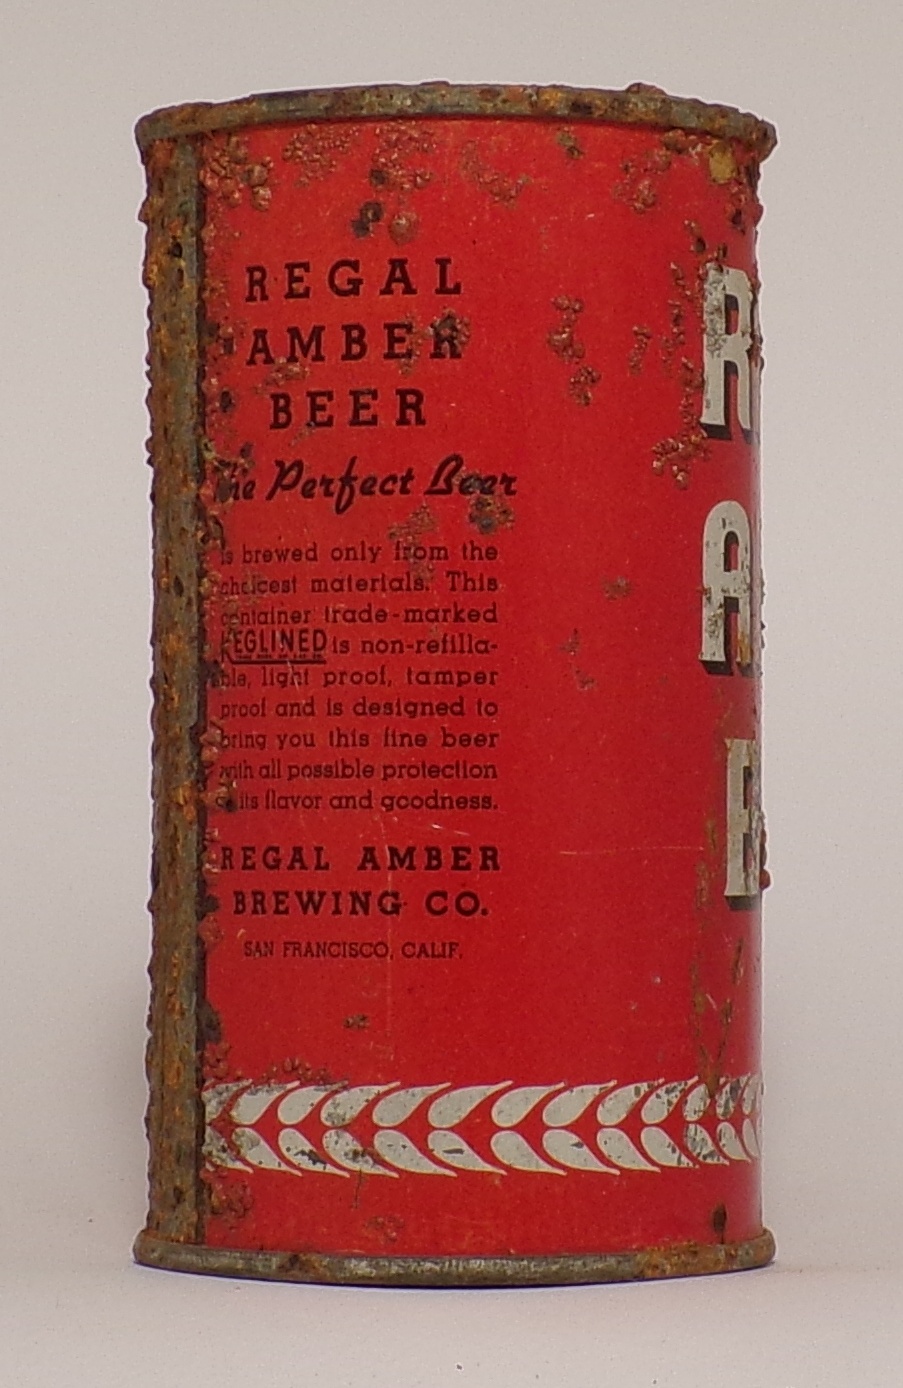 REGAL
AMBER
BEER
The Perfect Beer
is brewed only from the
choicest materials. This
container trade-marked
KEGLINED is non-refilla-
ble, light proof, tamper
proof and is designed to
bring you this fine beer
with all possible protection
its flavor and goodness.
REGAL AMBER
BREWING CO.
SAN FRANCISCO, CALIF.
R
A